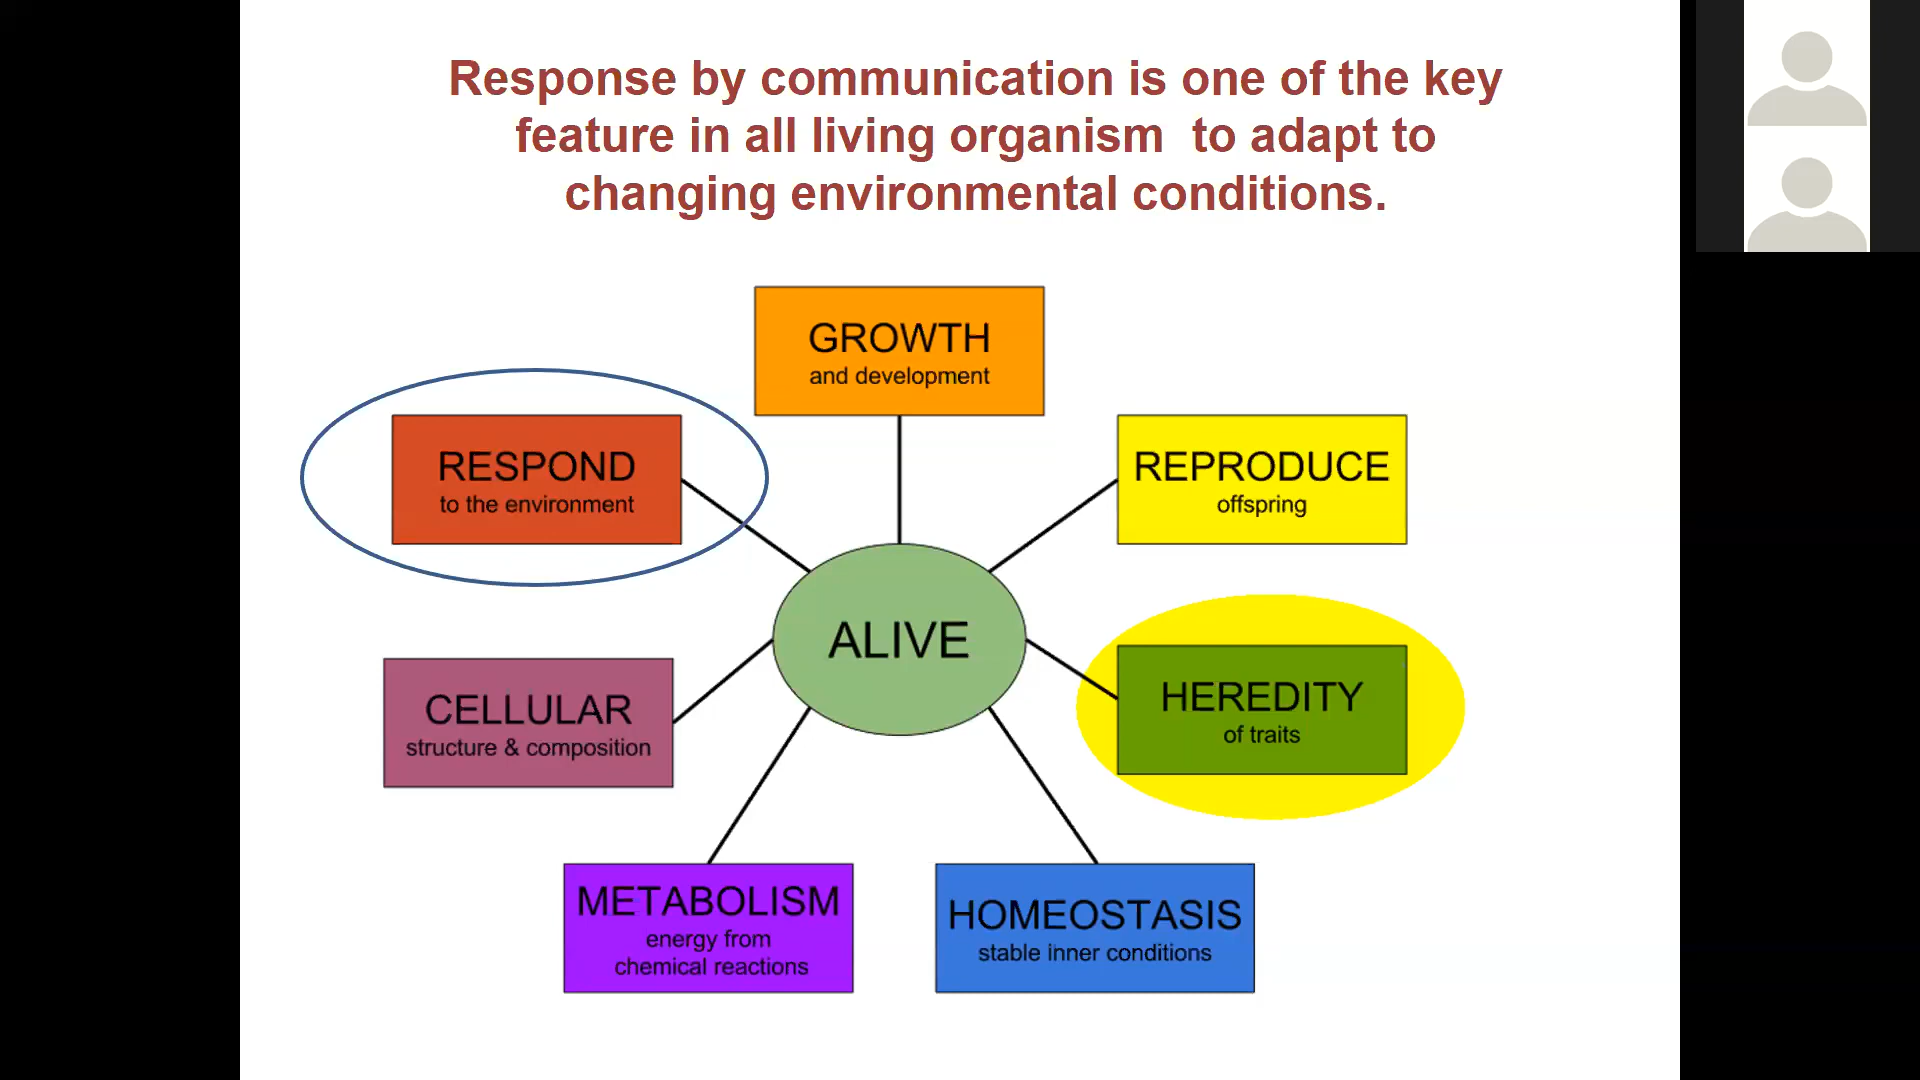 Response by communication is one of the key
feature in all living organism  to adapt to
changing environmental conditions.
GROWTH
and development
RESPOND
to the environment
REPRODUCE
offspring
ALIVE
CELLULAR
structure & composition
HEREDITY
of traits
METABOLISM
energy from
chemical reactions
HOMEOSTASIS
stable inner conditions